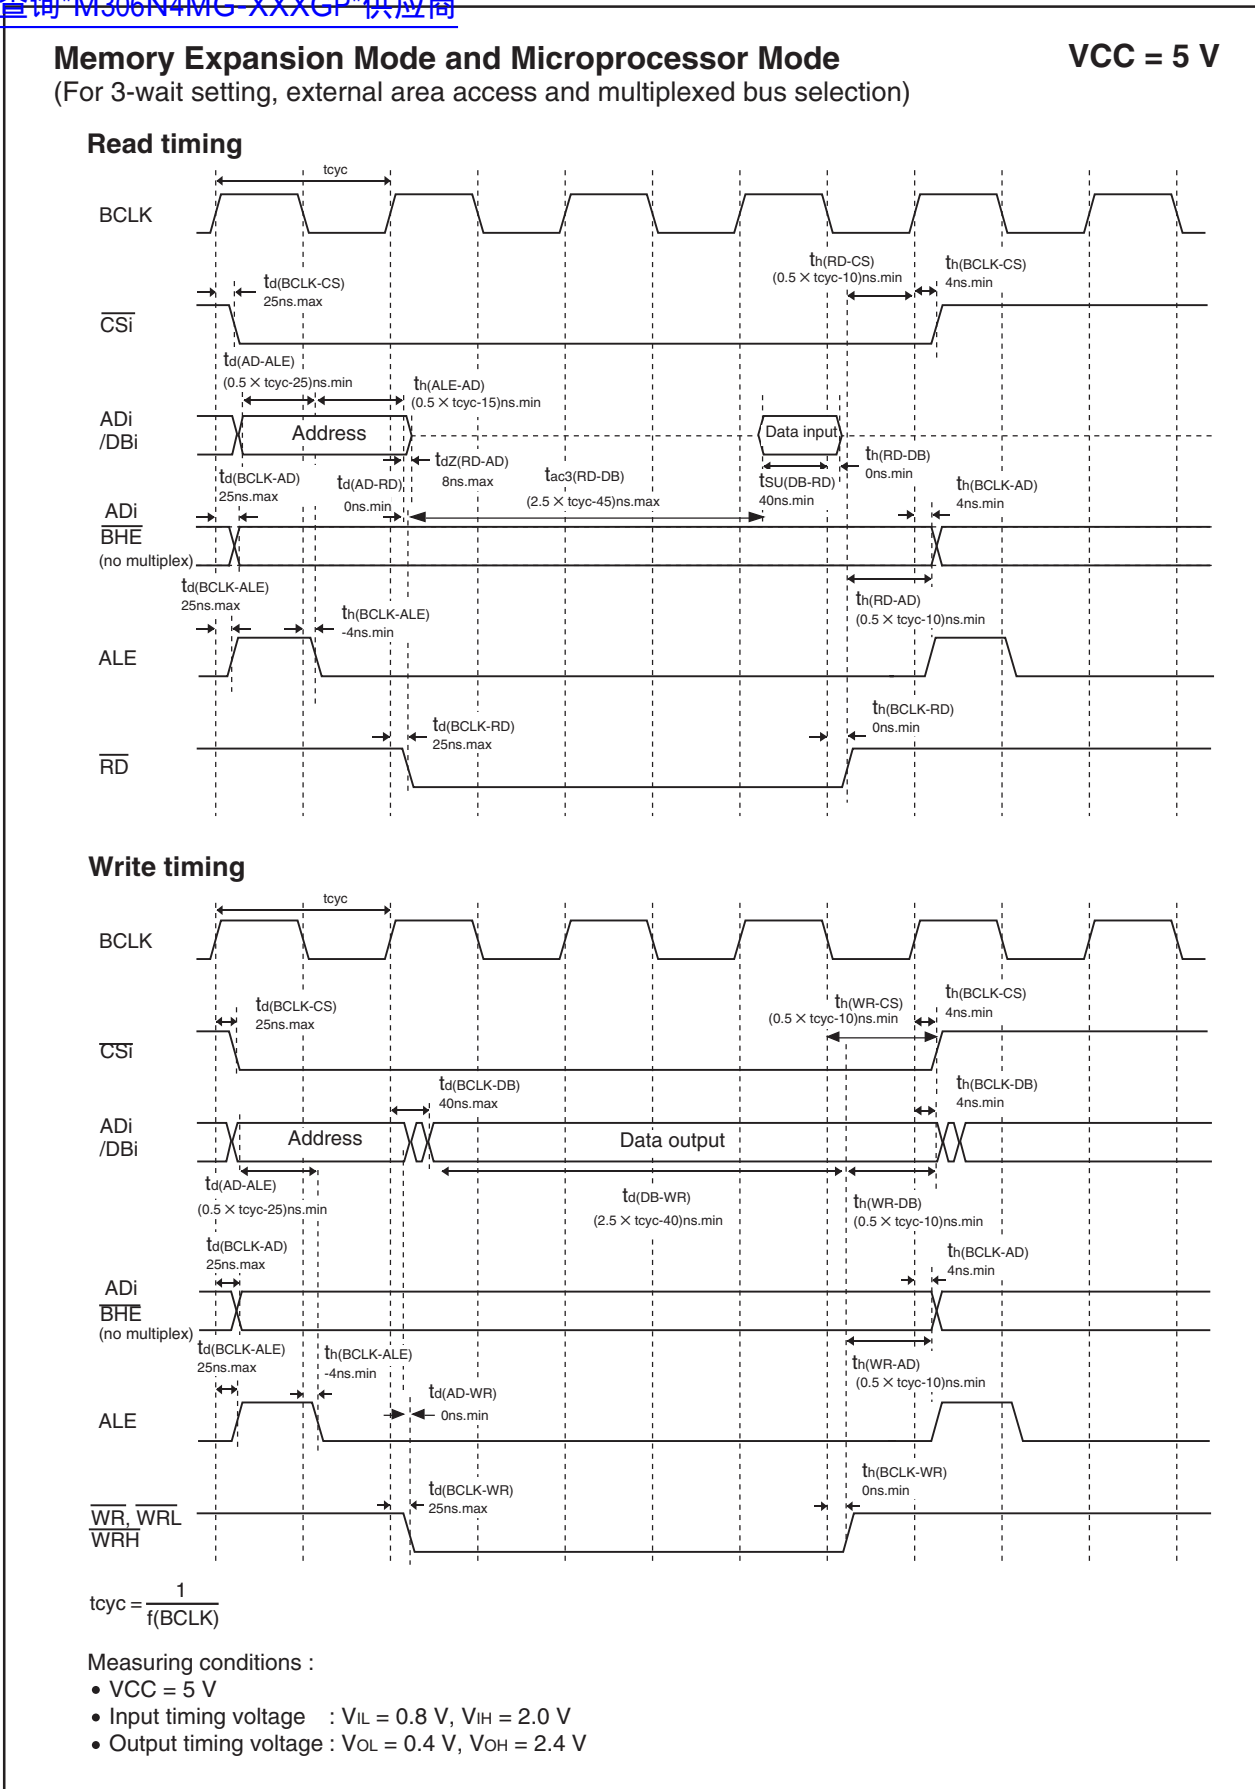 查询"M306N4MG-XXXGP"供应商
Memory Expansion Mode and Microprocessor Mode VCC = 5 V
(For 3-wait setting, external area access and multiplexed bus selection)
Read timing
tcyc
BCLK
th(RD-CS)
(0.5 × tcyc-10)ns.min
th(BCLK-CS)
4ns.min
td(BCLK-CS)
25ns.max
CSi
td(AD-ALE)
(0.5 × tcyc-25)ns.min
th(ALE-AD)
(0.5 × tcyc-15)ns.min
ADi
/DBi
Address
Data input
tdZ(RD-AD)
8ns.max
th(RD-DB)
0ns.min
td(BCLK-AD)
25ns.max
td(AD-RD)
0ns.min
tac3(RD-DB)
(2.5 × tcyc-45)ns.max
tSU(DB-RD)
40ns.min
th(BCLK-AD)
4ns.min
ADi
BHE
(no multiplex)
td(BCLK-ALE)
25ns.max
th(BCLK-ALE)
-4ns.min
th(RD-AD)
(0.5 × tcyc-10)ns.min
ALE
td(BCLK-RD)
25ns.max
th(BCLK-RD)
0ns.min
RD
Write timing
tcyc
BCLK
td(BCLK-CS)
25ns.max
th(WR-CS)
(0.5 × tcyc-10)ns.min
th(BCLK-CS)
4ns.min
CSi
td(BCLK-DB)
40ns.max
th(BCLK-DB)
4ns.min
ADi
/DBi
Address
Data output
td(AD-ALE)
(0.5 × tcyc-25)ns.min
td(DB-WR)
(2.5 × tcyc-40)ns.min
th(WR-DB)
(0.5 × tcyc-10)ns.min
td(BCLK-AD)
25ns.max
th(BCLK-AD)
4ns.min
ADi
BHE
(no multiplex)
td(BCLK-ALE)
25ns.max
th(BCLK-ALE)
-4ns.min
th(WR-AD)
(0.5 × tcyc-10)ns.min
td(AD-WR)
0ns.min
ALE
td(BCLK-WR)
25ns.max
th(BCLK-WR)
0ns.min
WR, WRL
WRH
tcyc = 1
f(BCLK)
Measuring conditions :
• VCC = 5 V
• Input timing voltage : VIL = 0.8 V, VIH = 2.0 V
• Output timing voltage : VOL = 0.4 V, VOH = 2.4 V